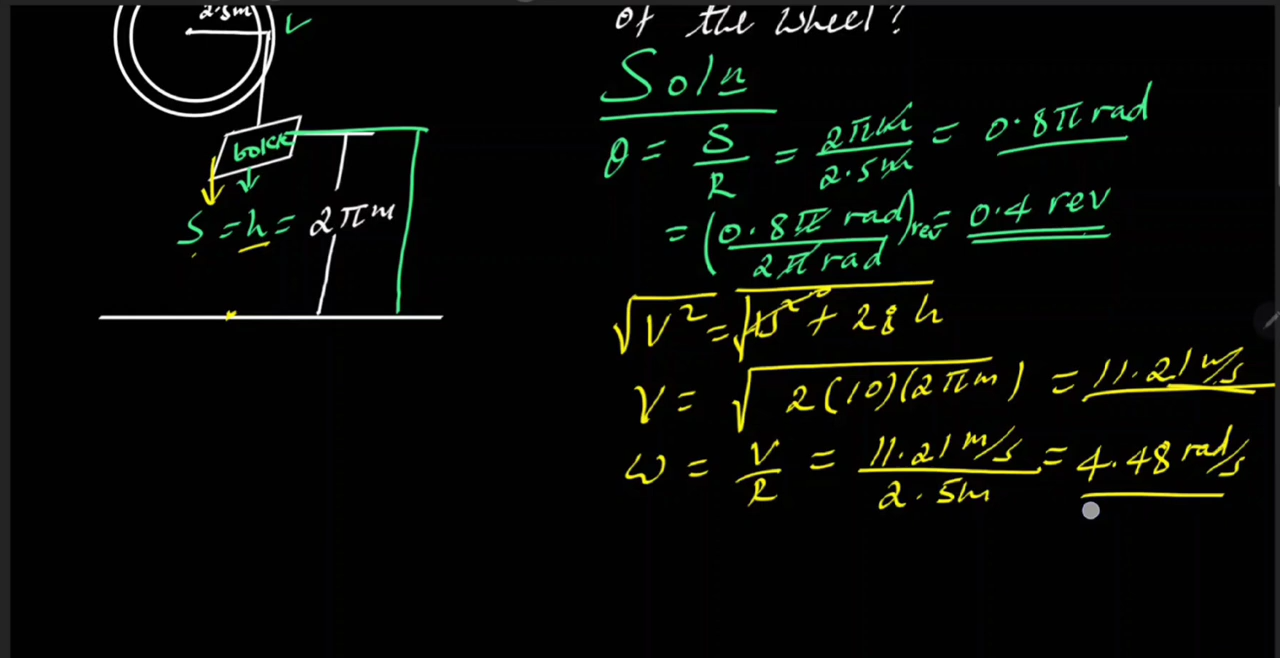 2.5m
of the wheel?
Soln
θ = S/R = 2πm/2.5m = 0.8π rad
= (0.8π rad/2π rad) rev = 0.4 rev
S = h = 2πm
√V² = √u²⁰ + 2gh
V = √2(10)(2πm) = 11.21 m/s
ω = V/R = 11.21 m/s/2.5m = 4.48 rad/s